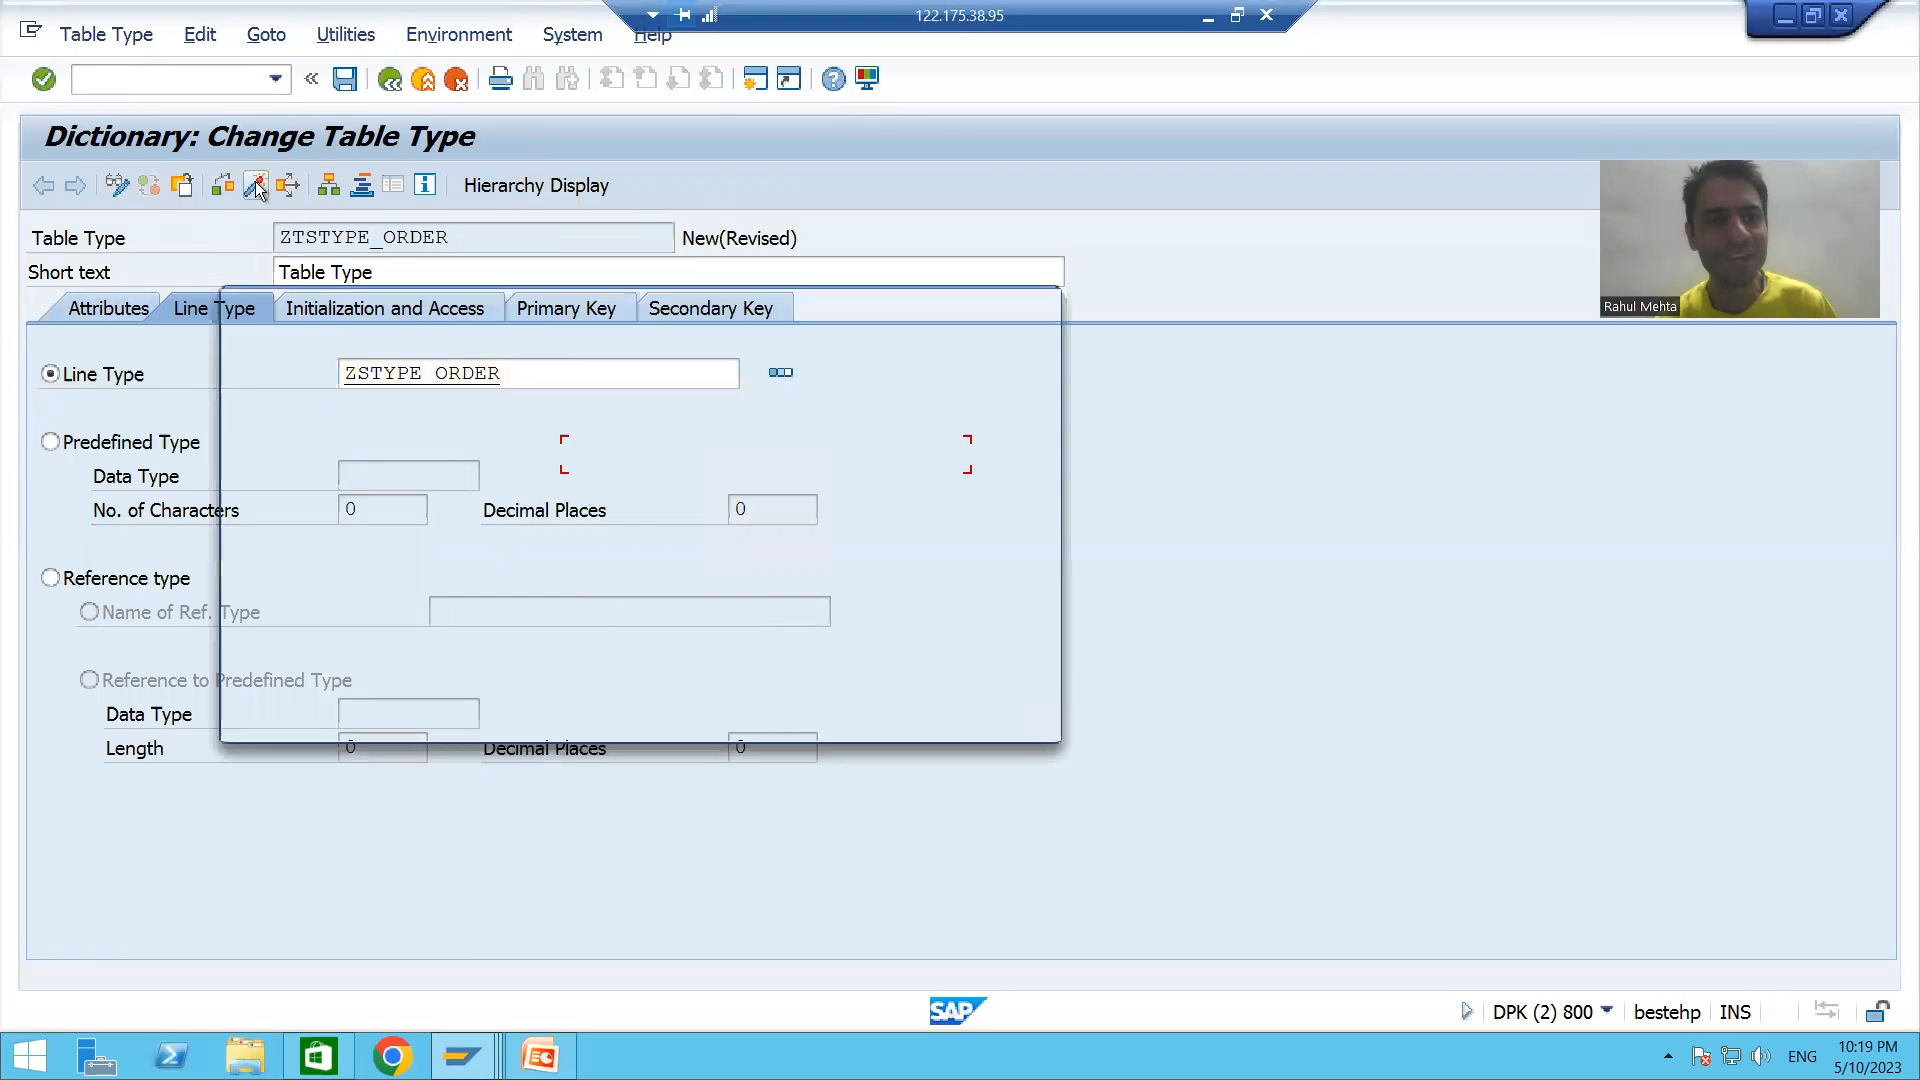 122.175.38.95
Table Type Edit Goto Utilities Environment System Help
Dictionary: Change Table Type
Hierarchy Display
Table Type ZTSTYPE_ORDER New(Revised)
Short text Table Type
Attributes Line Type Initialization and Access Primary Key Secondary Key
Rahul Mehta
Line Type ZSTYPE_ORDER
Predefined Type
Data Type
No. of Characters 0 Decimal Places 0
Reference type
Name of Ref. Type
Reference to Predefined Type
Data Type
Length 0 Decimal Places 0
SAP
DPK (2) 800 bestehp INS
ENG
10:19 PM
5/10/2023